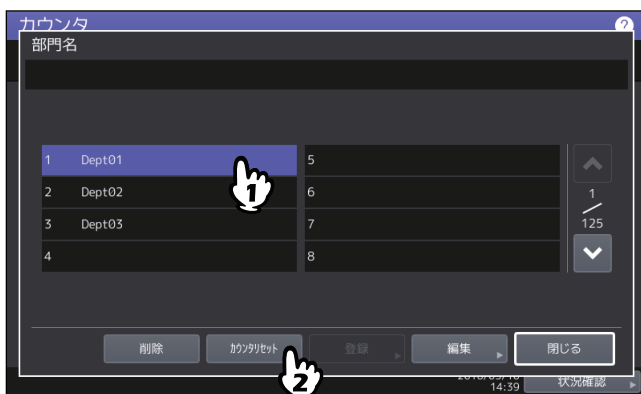 カウンタ ?
部門名
1 Dept01 5
2 Dept02 6
3 Dept03 7
4 8
1
125
1
削除 カウンタリセット 登録 編集 閉じる
2
14:39 状況確認